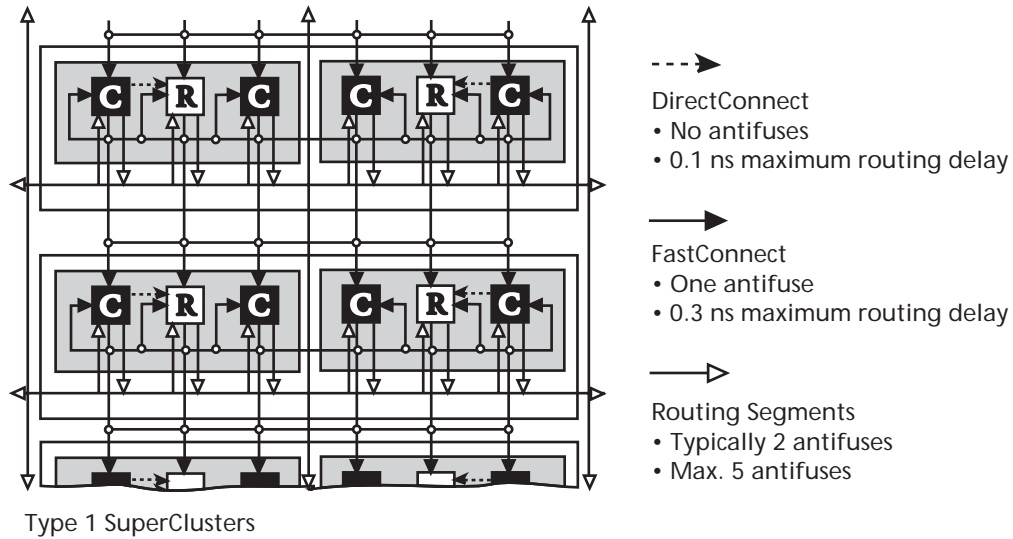 C R C C R C
DirectConnect
• No antifuses
• 0.1 ns maximum routing delay
FastConnect
• One antifuse
• 0.3 ns maximum routing delay
C R C C R C
Routing Segments
• Typically 2 antifuses
• Max. 5 antifuses
Type 1 SuperClusters